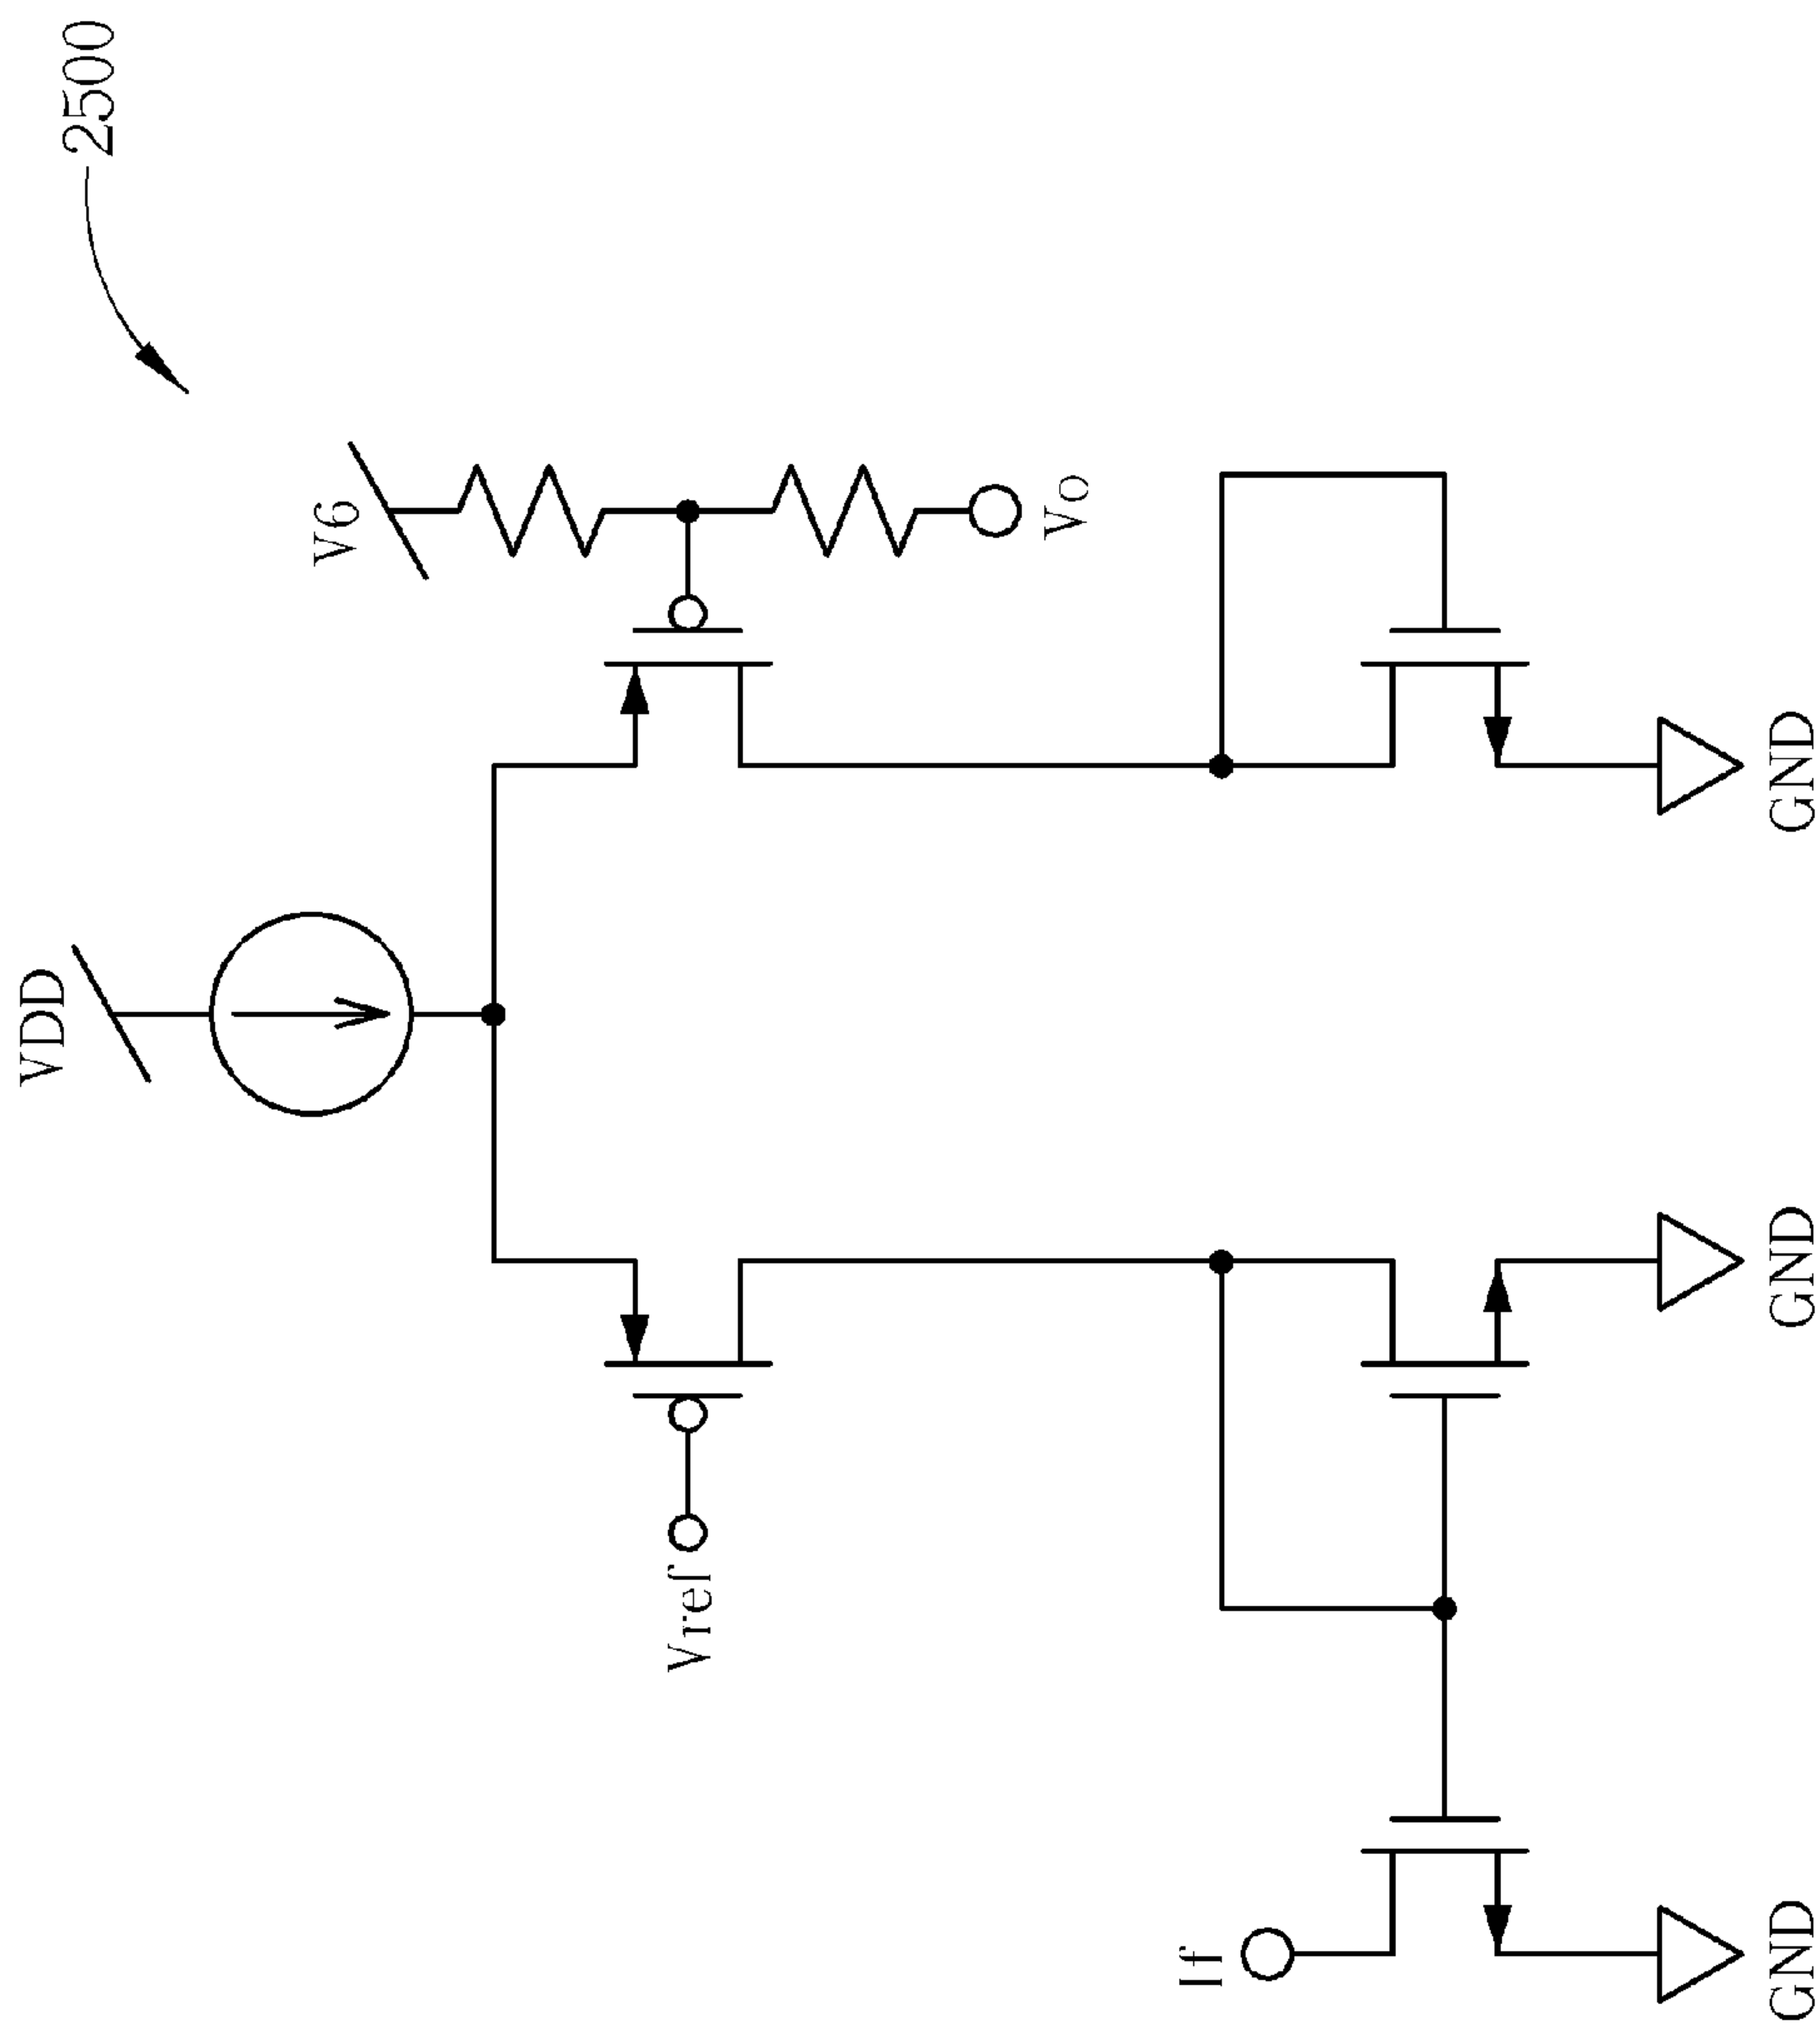 2500
VDD
V6
Vo
Vref
If
GND
GND
GND